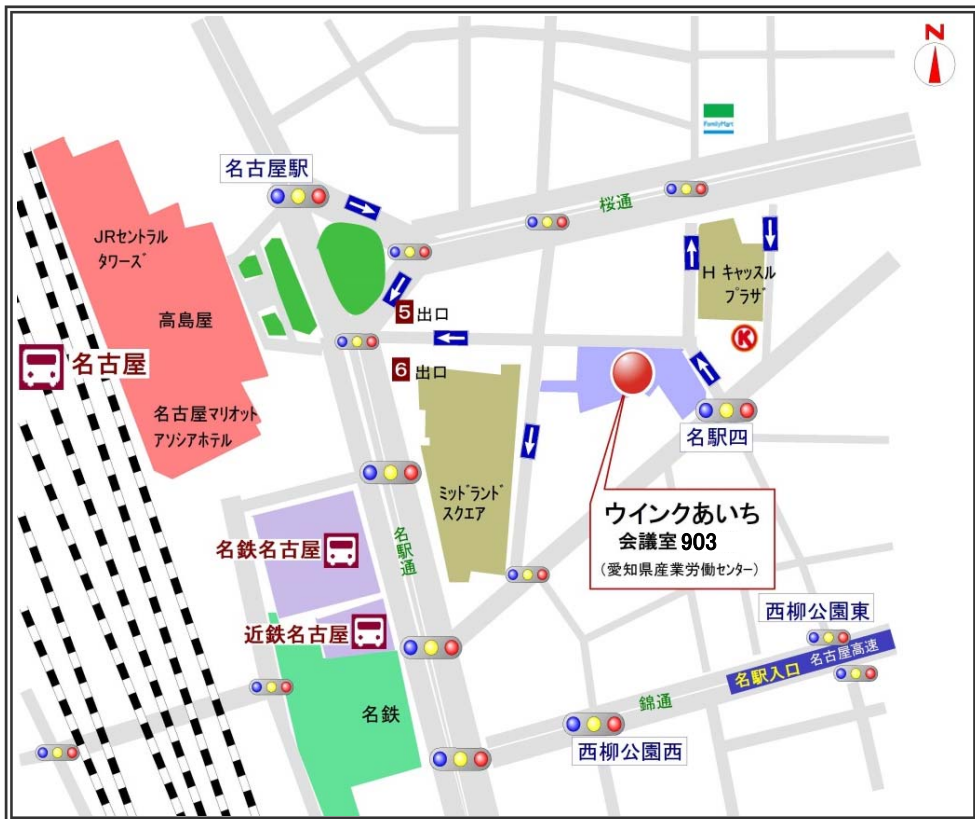 N
FamilyMart
名古屋駅
桜通
JRセントラル
タワーズ
H キャッスル
プラザ
5 出口
高島屋
K
名古屋
6 出口
名古屋マリオット
アソシアホテル
名駅四
ミッドランド
スクエア
ウインクあいち
会議室 903
(愛知県産業労働センター)
名駅通
名鉄名古屋
近鉄名古屋
西柳公園東
名駅入口 名古屋高速
錦通
名鉄
西柳公園西